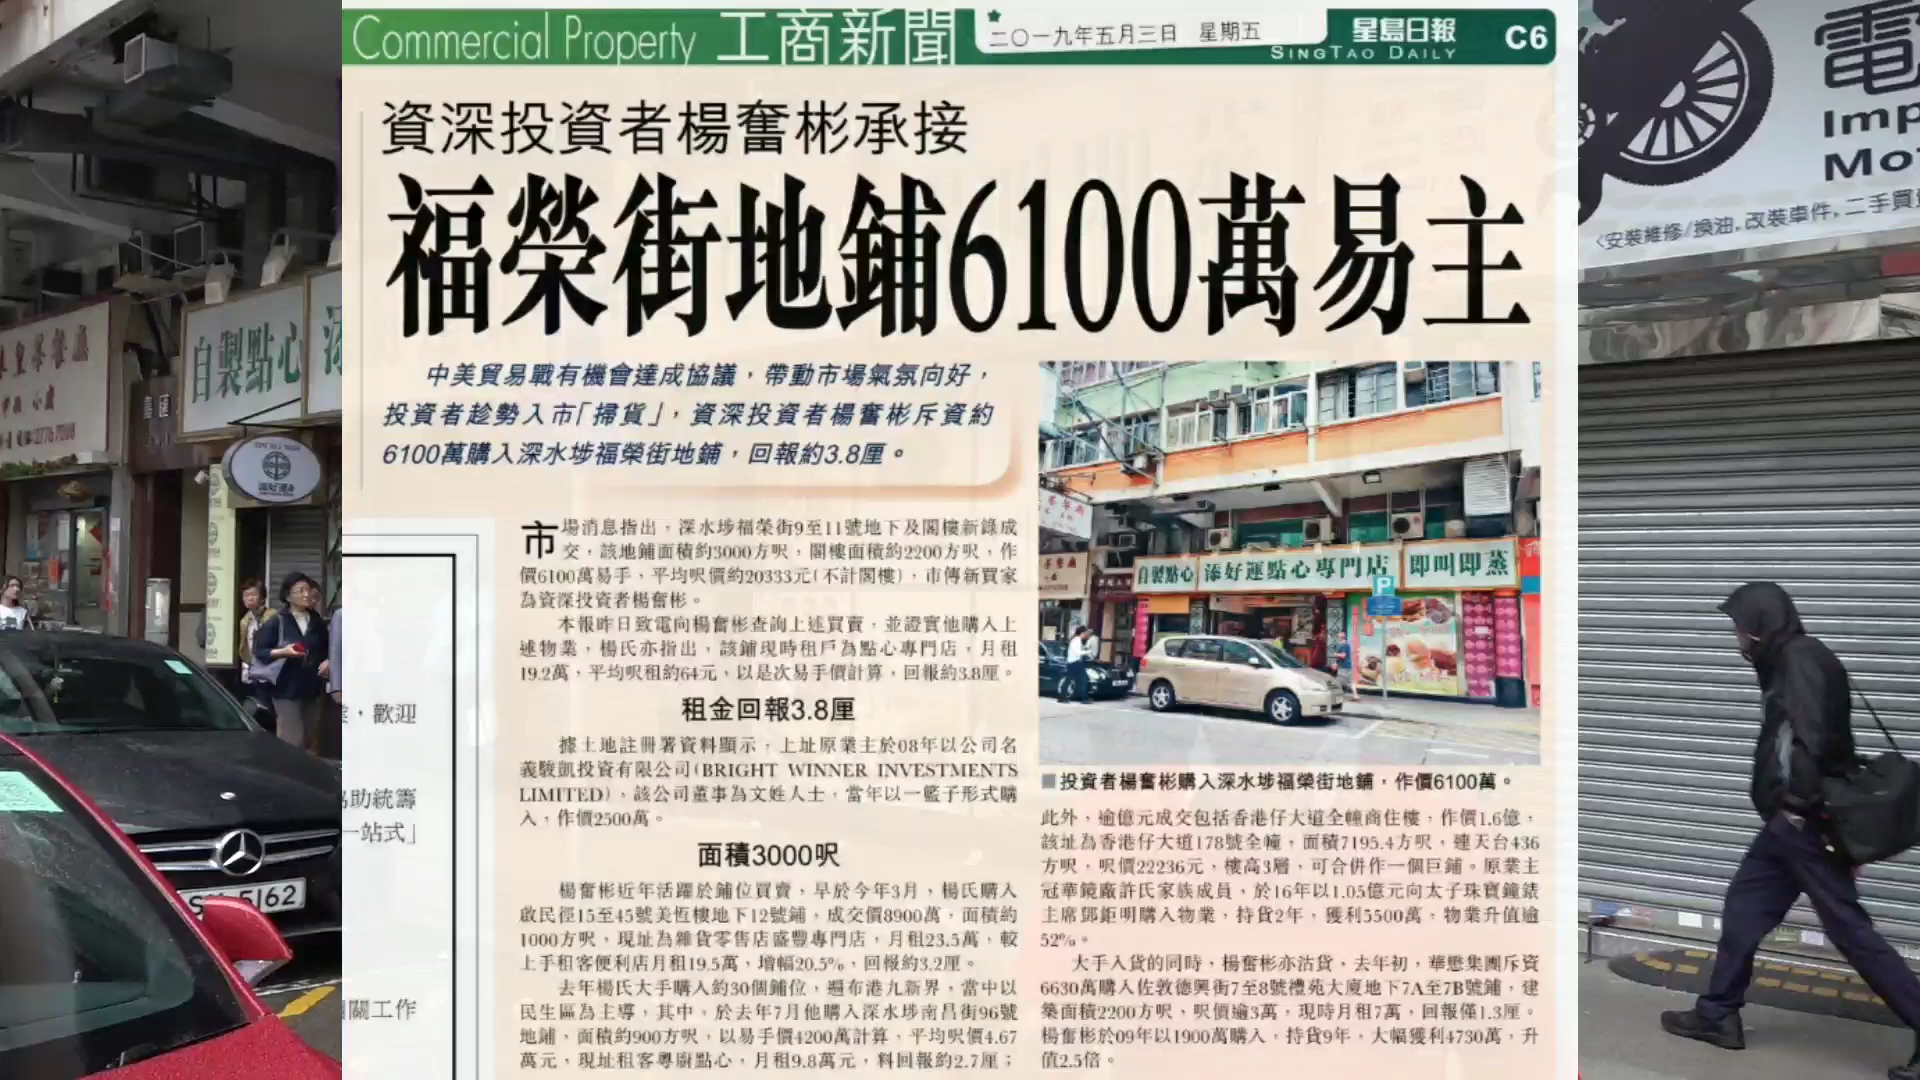 Commercial Property 工商新聞
二〇一九年五月三日 星期五
星島日報
SINGTAO DAILY
C6
資深投資者楊奮彬承接
福榮街地鋪6100萬易主
中美貿易戰有機會達成協議，帶動市場氣氛向好，
投資者趁勢入市「掃貨」，資深投資者楊奮彬斥資約
6100萬購入深水埗福榮街地鋪，回報約3.8厘。
市場消息指出，深水埗福榮街9至11號地下及閣樓新錄成
交，該地鋪面積約3000方呎，閣樓面積約2200方呎，作
價6100萬易手，平均呎價約20333元(不計閣樓)，市傳新買家
為資深投資者楊奮彬。
本報昨日致電向楊奮彬查詢上述買賣，並證實他購入上
述物業，楊氏亦指出，該鋪現時租戶為點心專門店，月租
19.2萬，平均呎租約64元，以是次易手價計算，回報約3.8厘。
租金回報3.8厘
據土地註冊署資料顯示，上址原業主於08年以公司名
義駿凱投資有限公司(BRIGHT WINNER INVESTMENTS
LIMITED)，該公司董事為文姓人士，當年以一籃子形式購
入，作價2500萬。
面積3000呎
楊奮彬近年活躍於鋪位買賣，早於今年3月，楊氏購入
啟民徑15至45號美恆樓地下12號鋪，成交價8900萬，面積約
1000方呎，現址為雜貨零售店盛豐專門店，月租23.5萬，較
上手租客便利店月租19.5萬，增幅20.5%，回報約3.2厘。
去年楊氏大手購入約30個鋪位，遍布港九新界，當中以
民生區為主導，其中，於去年7月他購入深水埗南昌街96號
地鋪，面積約900方呎，以易手價4200萬計算，平均呎價4.67
萬元，現址租客粵廚點心，月租9.8萬元，料回報約2.7厘；
自製點心 添好運點心專門店 即叫即蒸
■投資者楊奮彬購入深水埗福榮街地鋪，作價6100萬。
此外，逾億元成交包括香港仔大道全幢商住樓，作價1.6億，
該址為香港仔大道178號全幢，面積7195.4方呎，連天台436
方呎，呎價22236元，樓高3層，可合併作一個巨鋪。原業主
冠華鏡廠許氏家族成員，於16年以1.05億元向太子珠寶鐘錶
主席鄧鉅明購入物業，持貨2年，獲利5500萬，物業升值逾
52%。
大手入貨的同時，楊奮彬亦沽貨，去年初，華懋集團斥資
6630萬購入佐敦德興街7至8號禮苑大廈地下7A至7B號鋪，建
築面積2200方呎，呎價逾3萬，現時月租7萬，回報僅1.3厘。
楊奮彬於09年以1900萬購入，持貨9年，大幅獲利4730萬，升
值2.5倍。
，歡迎
協助統籌
一站式」
關工作
自製點心 添
5162
電
Imp
Mo
<安裝維修/換油, 改裝車件, 二手買